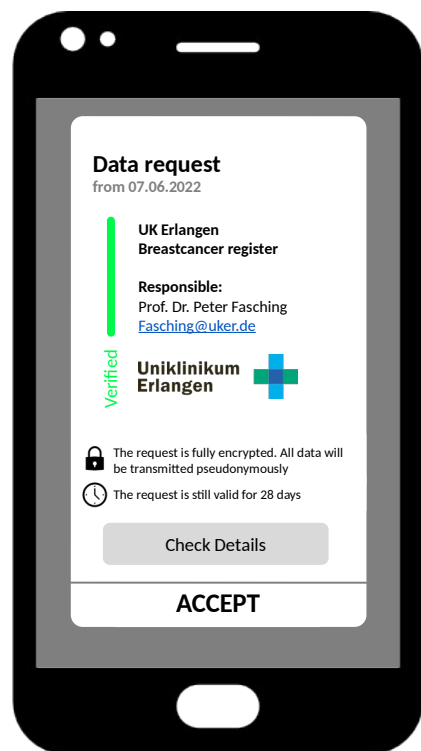 Data request
from 07.06.2022
UK Erlangen
Breastcancer register
Responsible:
Prof. Dr. Peter Fasching
Fasching@uker.de
Verified
Uniklinikum
Erlangen
The request is fully encrypted. All data will
be transmitted pseudonymously
The request is still valid for 28 days
Check Details
ACCEPT